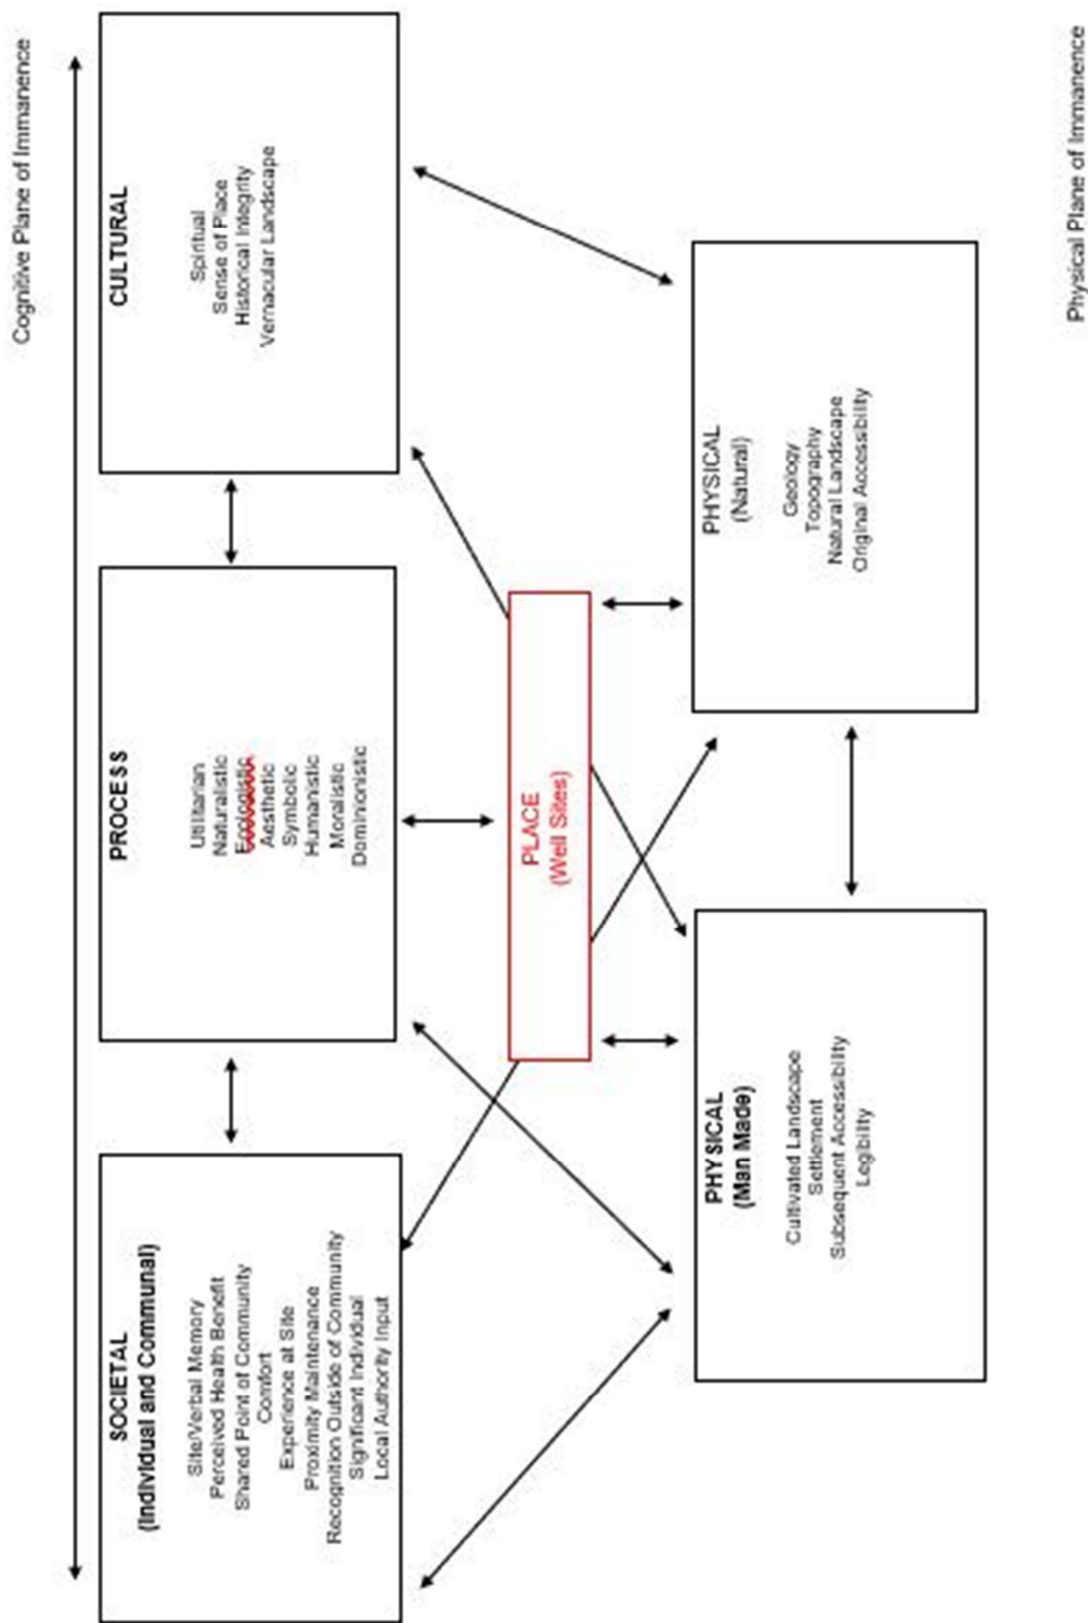 Cognitive Plane of Immanence
SOCIETAL
(Individual and Communal)
Site/Verbal Memory
Perceived Health Benefit
Shared Point of Community
Comfort
Experience at Site
Proximity Maintenance
Recognition Outside of Community
Significant Individual
Local Authority Input
PROCESS
Utilitarian
Naturalistic
Ecologistic
Aesthetic
Symbolic
Humanistic
Moralistic
Dominionistic
CULTURAL
Spiritual
Sense of Place
Historical Integrity
Vernacular Landscape
PLACE
(Well Sites)
PHYSICAL
(Man Made)
Cultivated Landscape
Settlement
Subsequent Accessibility
Legibility
PHYSICAL
(Natural)
Geology
Topography
Natural Landscape
Original Accessibility
Physical Plane of Immanence